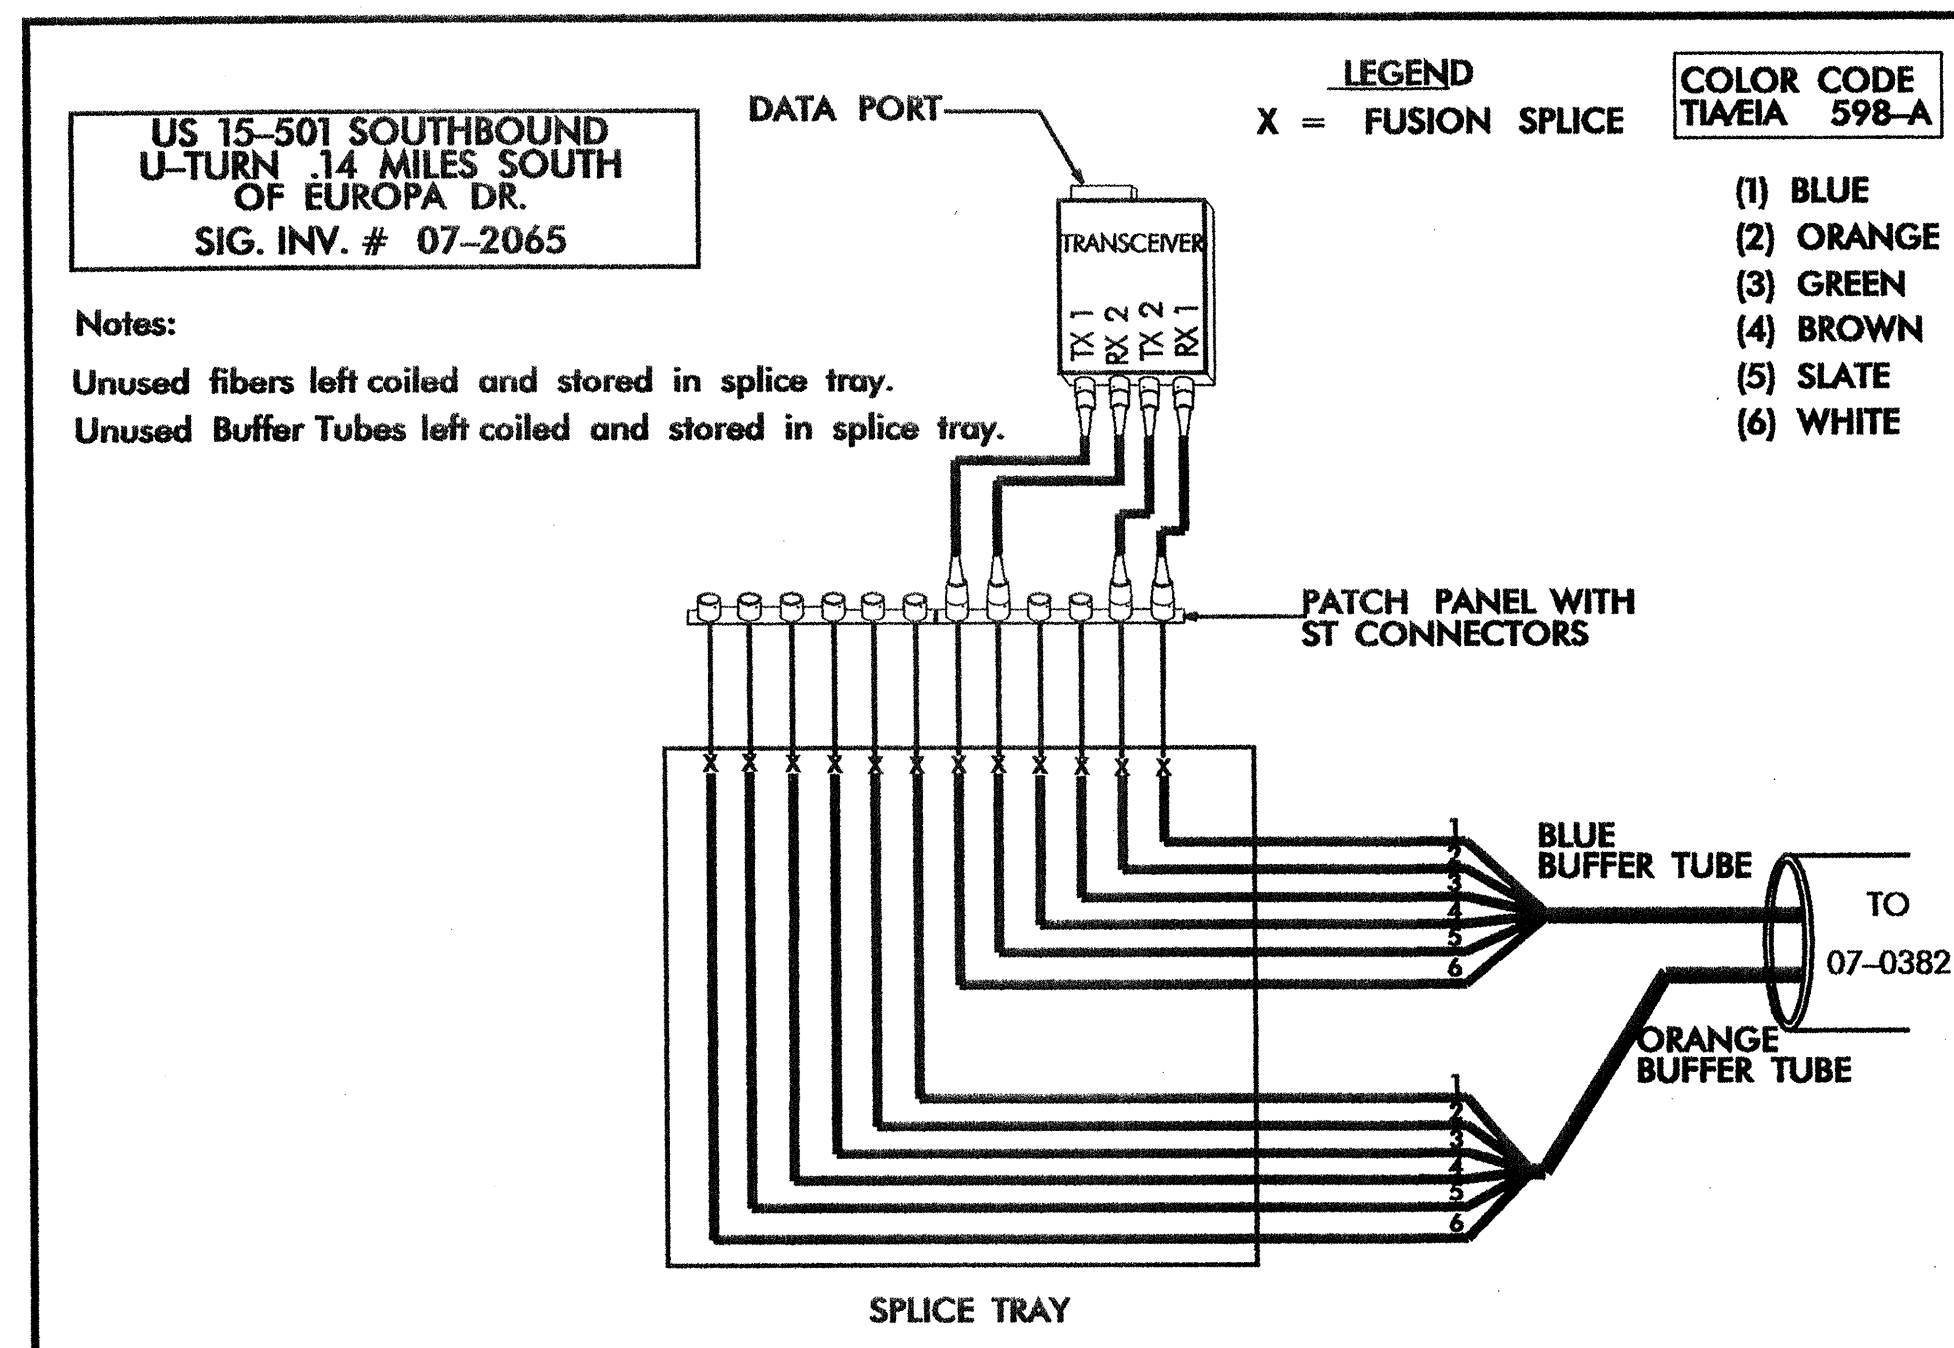 US 15-501 SOUTHBOUND
U-TURN .14 MILES SOUTH
OF EUROPA DR.
SIG. INV. # 07-2065
Notes:
Unused fibers left coiled and stored in splice tray.
Unused Buffer Tubes left coiled and stored in splice tray.
DATA PORT
TRANSCEIVER
TX 1
RX 2
TX 2
RX 1
LEGEND
X = FUSION SPLICE
COLOR CODE
TIA/EIA 598-A
(1) BLUE
(2) ORANGE
(3) GREEN
(4) BROWN
(5) SLATE
(6) WHITE
PATCH PANEL WITH
ST CONNECTORS
X X X X X X X X X X X X
1
2
3
4
5
6
BLUE
BUFFER TUBE
TO
07-0382
ORANGE
BUFFER TUBE
1
2
3
4
5
6
SPLICE TRAY